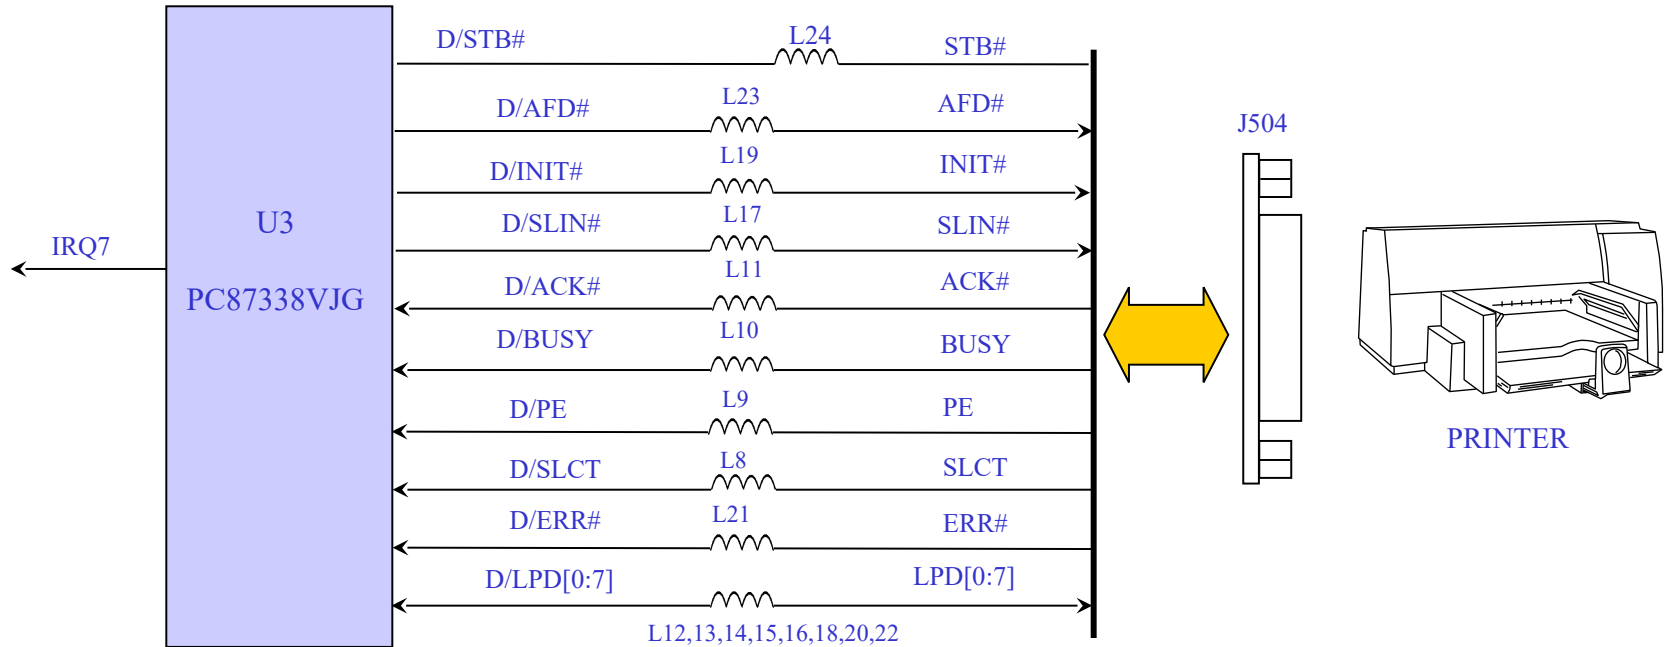 D/STB#
L24
STB#
D/AFD#
L23
AFD#
D/INIT#
L19
INIT#
D/SLIN#
L17
SLIN#
D/ACK#
L11
ACK#
D/BUSY
L10
BUSY
D/PE
L9
PE
D/SLCT
L8
SLCT
D/ERR#
L21
ERR#
D/LPD[0:7]
LPD[0:7]
L12,13,14,15,16,18,20,22
U3
PC87338VJG
IRQ7
J504
PRINTER